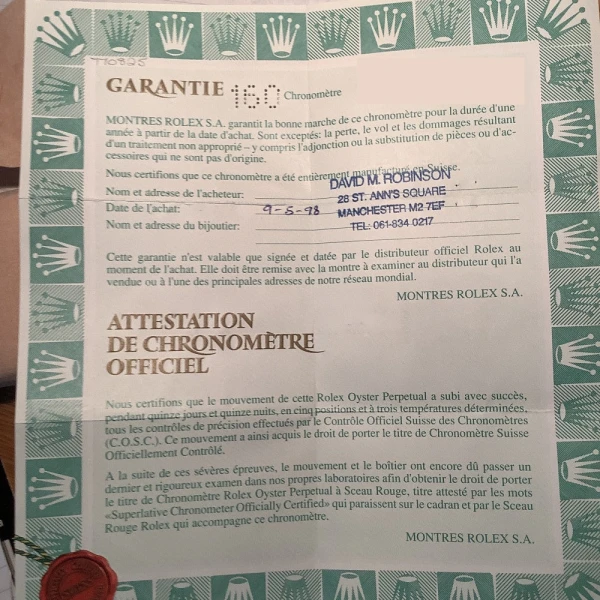 T10825
GARANTIE 160 Chronomètre
MONTRES ROLEX S.A. garantit la bonne marche de ce chronomètre pour la durée d'une
année à partir de la date d'achat. Sont exceptés: la perte, le vol et les dommages résultant
d'un traitement non approprié – y compris l'adjonction ou la substitution de pièces ou d'ac-
cessoires qui ne sont pas d'origine.
Nous certifions que ce chronomètre a été entièrement manufacturé en Suisse.
DAVID M. ROBINSON
Nom et adresse de l'acheteur:
28 ST. ANN'S SQUARE
Date de l'achat: 9-5-98 MANCHESTER M2 7EF
Nom et adresse du bijoutier: TEL: 061-834 0217
Cette garantie n'est valable que signée et datée par le distributeur officiel Rolex au
moment de l'achat. Elle doit être remise avec la montre à examiner au distributeur qui l'a
vendue ou à l'une des principales adresses de notre réseau mondial.
MONTRES ROLEX S.A.
ATTESTATION
DE CHRONOMÈTRE
OFFICIEL
Nous certifions que le mouvement de cette Rolex Oyster Perpetual a subi avec succès,
pendant quinze jours et quinze nuits, en cinq positions et à trois températures déterminées,
tous les contrôles de précision effectués par le Contrôle Officiel Suisse des Chronomètres
(C.O.S.C.). Ce mouvement a ainsi acquis le droit de porter le titre de Chronomètre Suisse
Officiellement Contrôlé.
A la suite de ces sévères épreuves, le mouvement et le boîtier ont encore dû passer un
dernier et rigoureux examen dans nos propres laboratoires afin d'obtenir le droit de porter
le titre de Chronomètre Rolex Oyster Perpetual à Sceau Rouge, titre attesté par les mots
«Superlative Chronometer Officially Certified» qui paraissent sur le cadran et par le Sceau
Rouge Rolex qui accompagne ce chronomètre.
MONTRES ROLEX S.A.